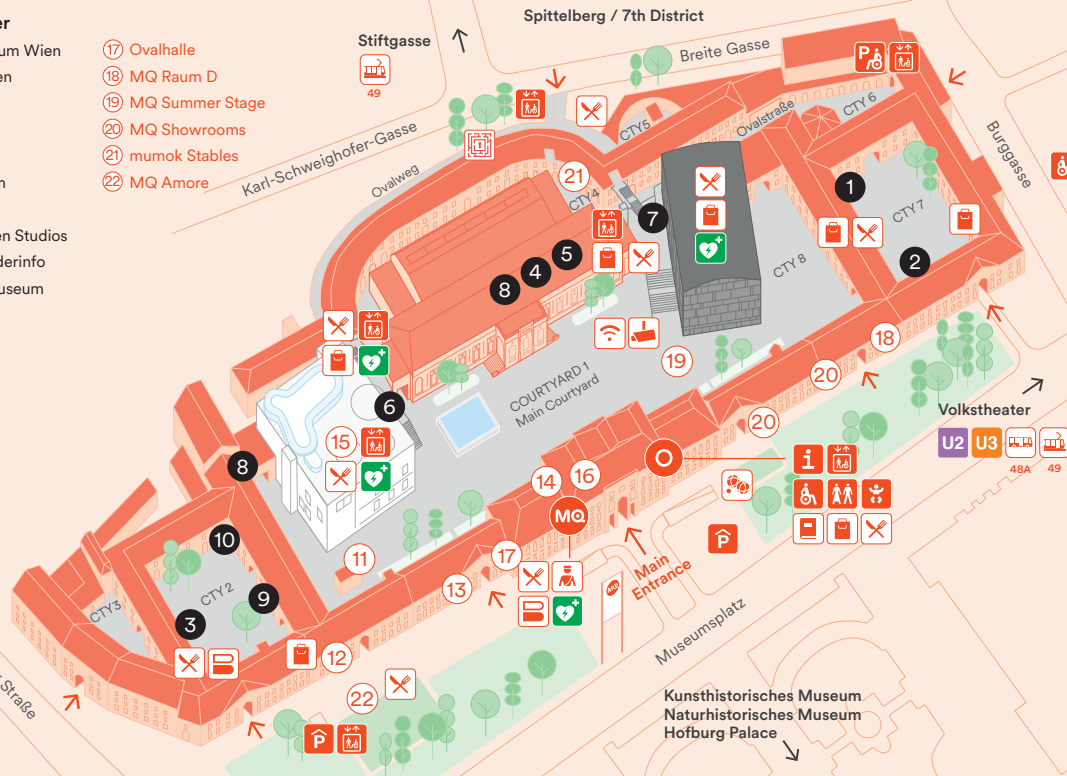 um Wien
en Studios
derinfo
useum
17 Ovalhalle
18 MQ Raum D
19 MQ Summer Stage
20 MQ Showrooms
21 mumok Stables
22 MQ Amore
Spittelberg / 7th District
Stiftgasse
49
Breite Gasse
Karl-Schweighofer-Gasse
Ovalweg
Ovalstraße
Burggasse
CTY5
CTY 6
P
21
CTY 4
7
1
CTY 7
2
CTY 8
5
4
8
19
18
20
20
COURTYARD 1
Main Courtyard
6
15
8
Volkstheater
U2
U3
48A
49
O
i
14
16
MQ
P
10
11
17
13
Main
Entrance
MQ
CTY 2
9
CTY3
3
12
22
P
Straße
Museumsplatz
Kunsthistorisches Museum
Naturhistorisches Museum
Hofburg Palace